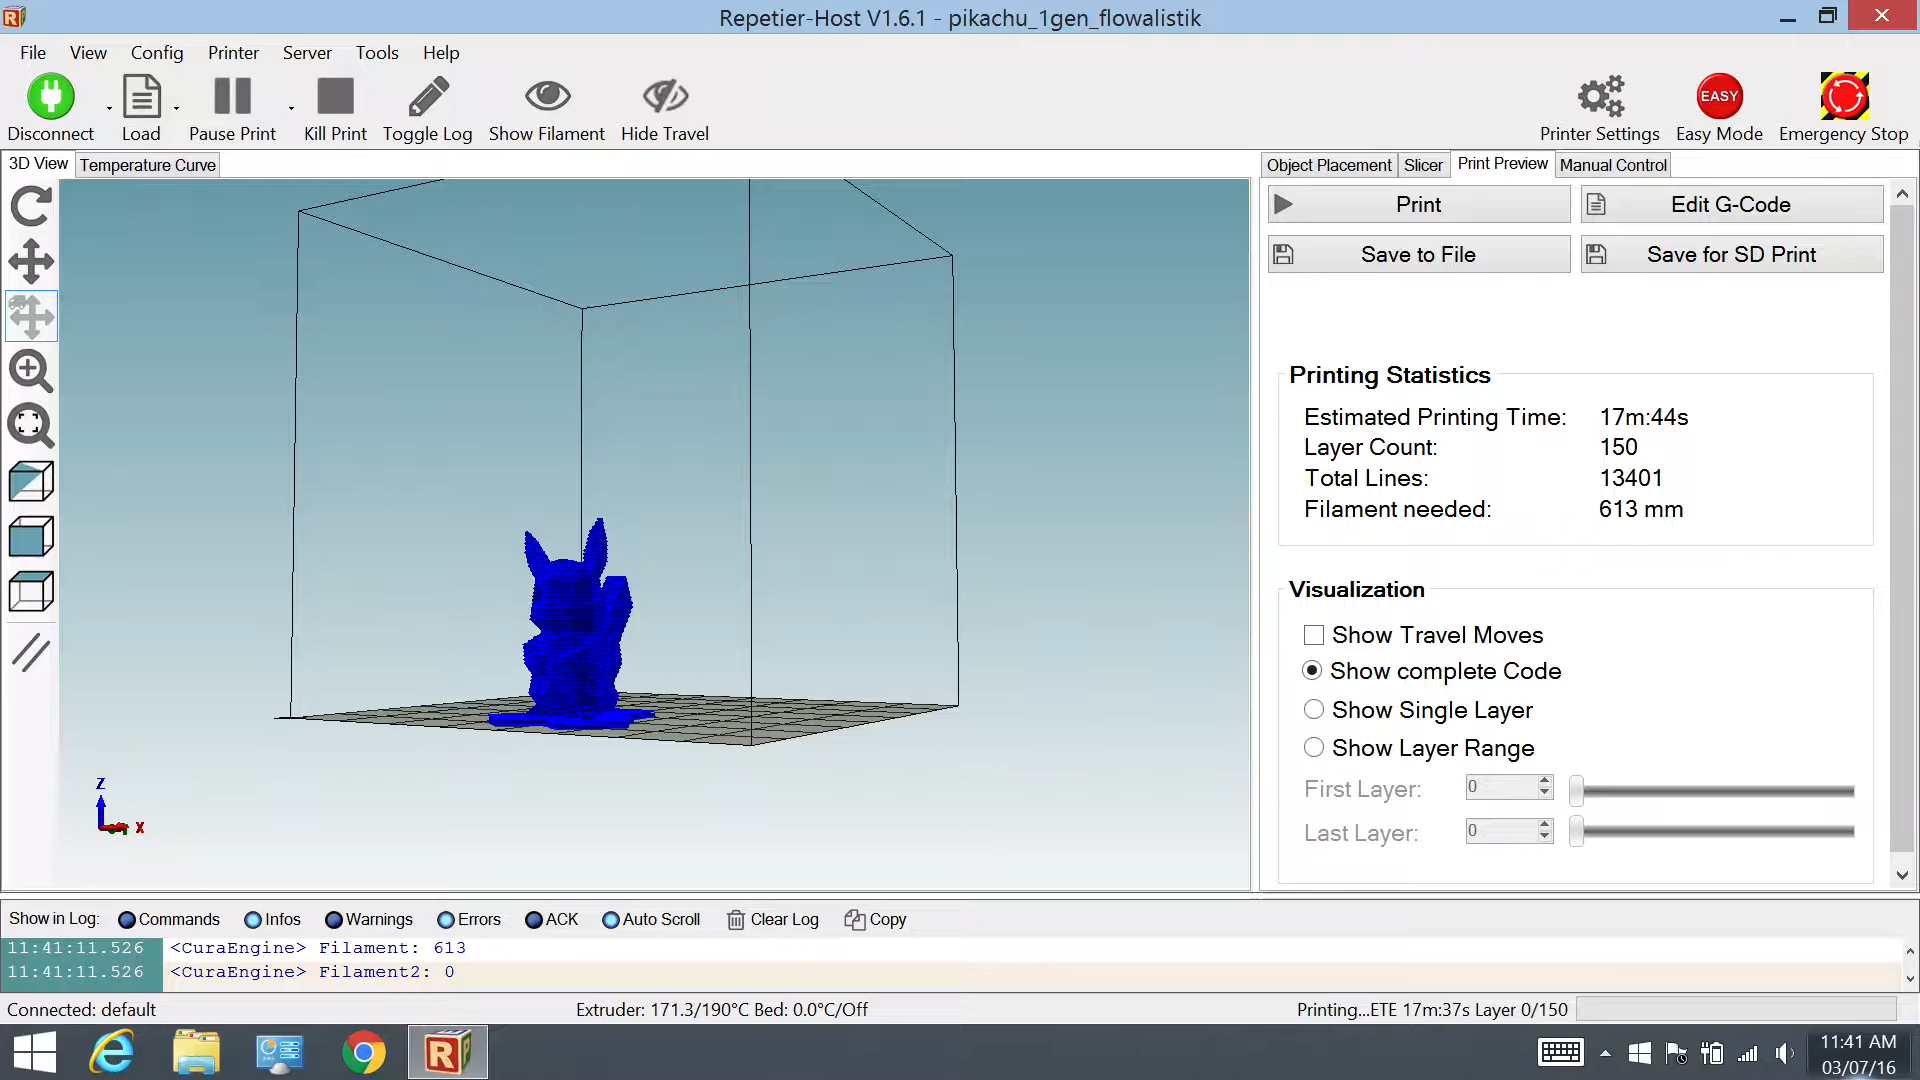 Repetier-Host V1.6.1 - pikachu_1gen_flowalistik
File View Config Printer Server Tools Help
Disconnect Load Pause Print Kill Print Toggle Log Show Filament Hide Travel Printer Settings EASY Easy Mode Emergency Stop
3D View Temperature Curve Object Placement Slicer Print Preview Manual Control
Print Edit G-Code
Save to File Save for SD Print
Printing Statistics
Estimated Printing Time: 17m:44s
Layer Count: 150
Total Lines: 13401
Filament needed: 613 mm
Visualization
Show Travel Moves
Show complete Code
Show Single Layer
Show Layer Range
First Layer: 0
Last Layer: 0
Z
X
Show in Log: Commands Infos Warnings Errors ACK Auto Scroll Clear Log Copy
11:41:11.526 <CuraEngine> Filament: 613
11:41:11.526 <CuraEngine> Filament2: 0
Connected: default Extruder: 171.3/190°C Bed: 0.0°C/Off Printing...ETE 17m:37s Layer 0/150
11:41 AM
03/07/16